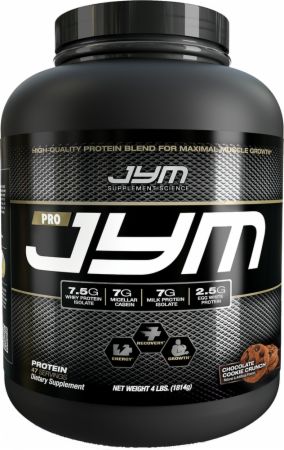 HIGH-QUALITY PROTEIN BLEND FOR MAXIMAL MUSCLE GROWTH*
JYM
SUPPLEMENT SCIENCE
PRO
JYM
7.5G WHEY PROTEIN ISOLATE
7G MICELLAR CASEIN
7G MILK PROTEIN ISOLATE
2.5G EGG WHITE PROTEIN
RECOVERY
ENERGY
GROWTH
PROTEIN
47 SERVINGS
Dietary Supplement
CHOCOLATE
COOKIE CRUNCH
NET WEIGHT 4 LBS. (1814g)